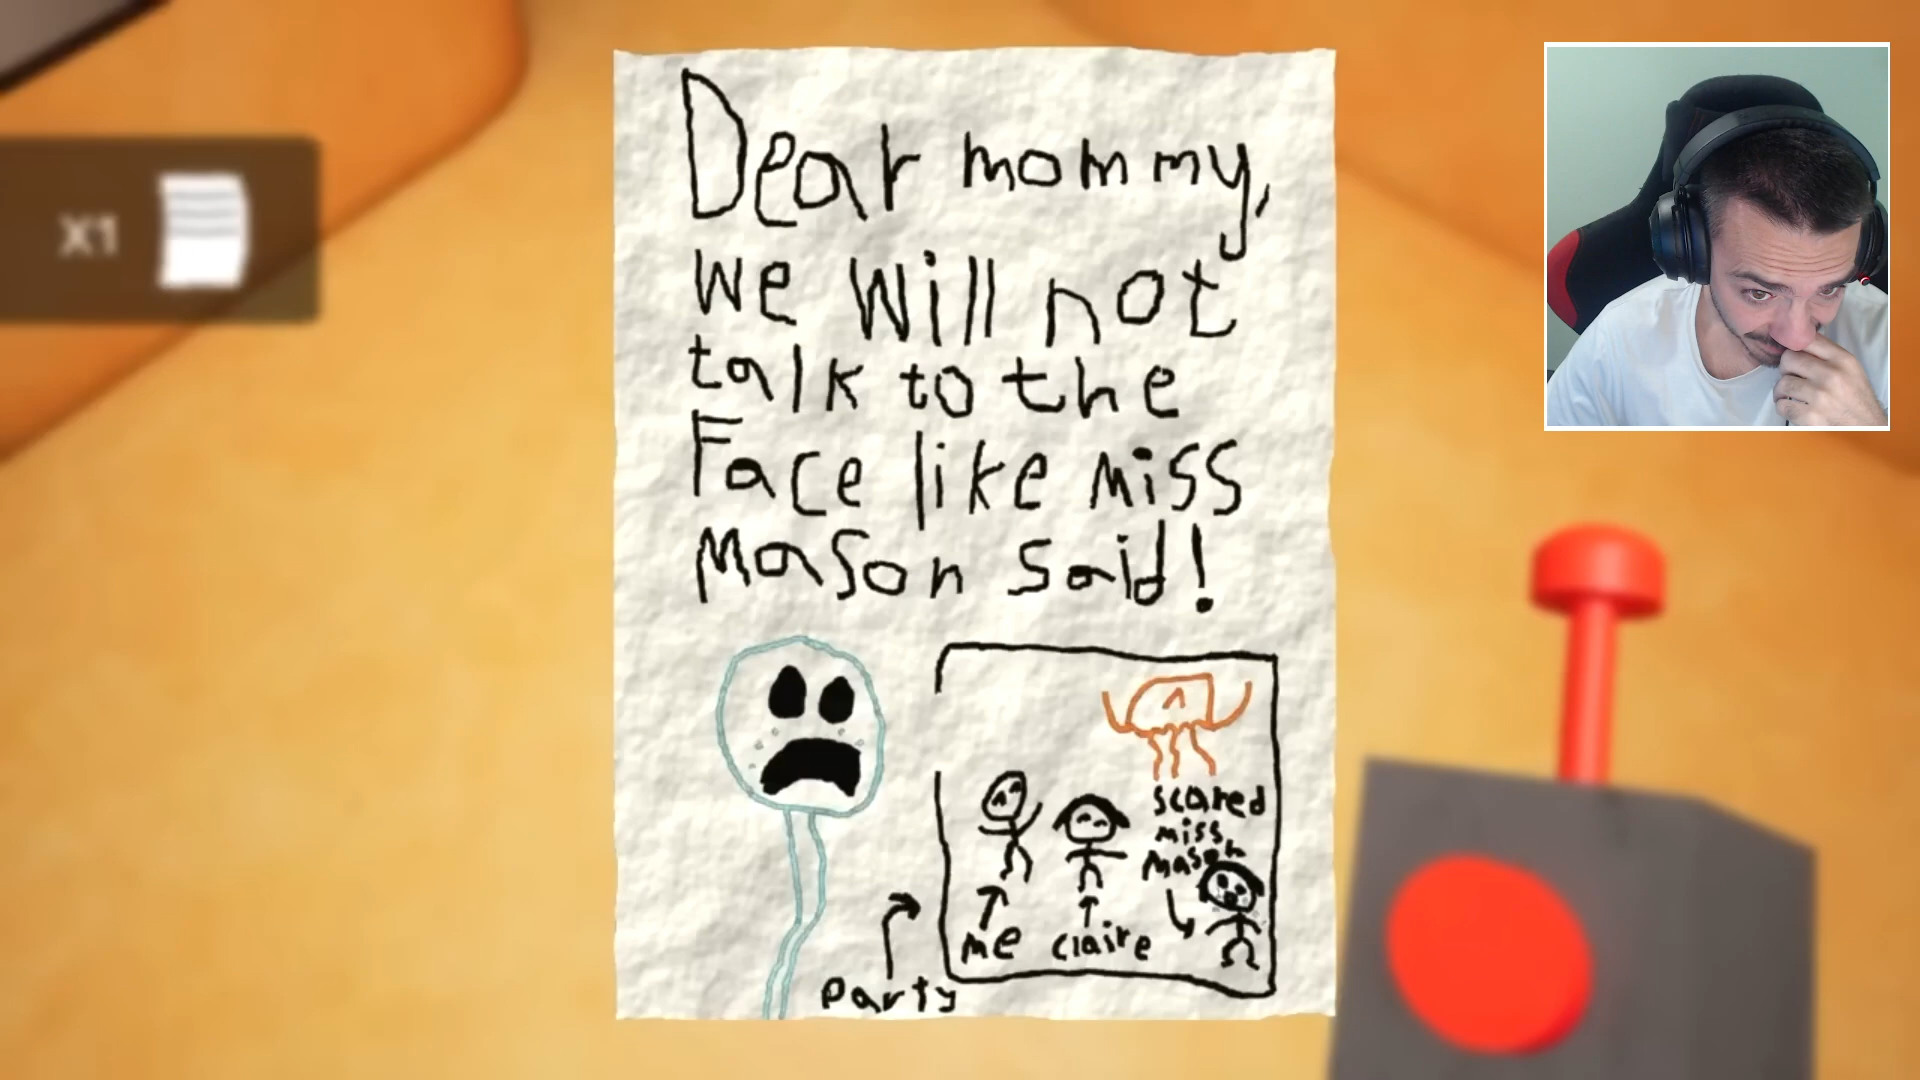 X1
Dear mommy,
we will not
talk to the
Face like Miss
Mason Said!
scared
miss
mason
me
claire
party